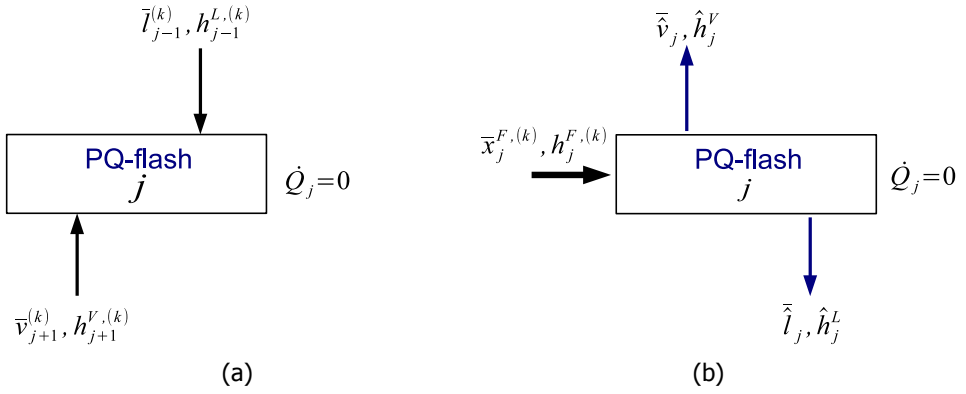 l̄_{j−1}^{(k)}, h_{j−1}^{L,(k)}
PQ-flash
j
Q̇_j=0
v̄_{j+1}^{(k)}, h_{j+1}^{V,(k)}
(a)
v̄̂_j, ĥ_j^V
x̄_j^{F,(k)}, h_j^{F,(k)}
PQ-flash
j
Q̇_j=0
l̄̂_j, ĥ_j^L
(b)